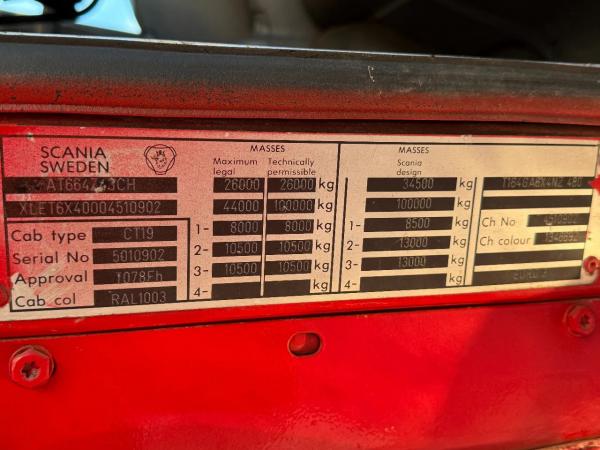 SCANIA
SWEDEN
XLET6X40004510902
Cab type CT19
Serial No 5010902
Approval 1078Fh
Cab col RAL1003
MASSES
Maximum legal Technically permissible
26000 26000 kg
44000 100000 kg
1- 8000 8000 kg
2- 10500 10500 kg
3- 10500 10500 kg
4- kg
MASSES
Scania design
34500 kg
100000
1- 8500 kg
2- 13000 kg
3- 13000 kg
4- kg
Ch No
Ch colour
EURO 3